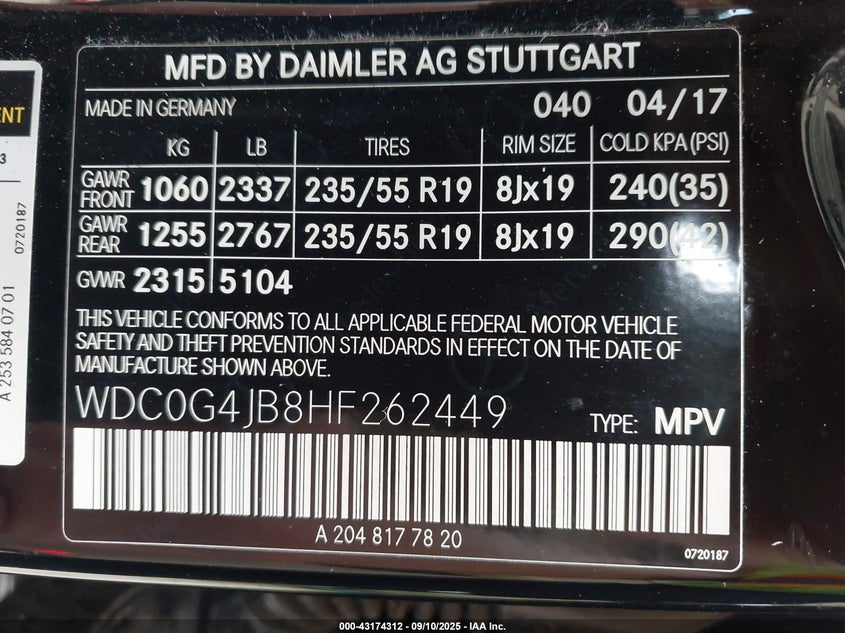 MFD BY DAIMLER AG STUTTGART
MADE IN GERMANY 040 04/17
KG LB TIRES RIM SIZE COLD KPA(PSI)
GAWR FRONT 1060 2337 235/55 R19 8Jx19 240(35)
GAWR REAR 1255 2767 235/55 R19 8Jx19 290(42)
GVWR 2315 5104
THIS VEHICLE CONFORMS TO ALL APPLICABLE FEDERAL MOTOR VEHICLE
SAFETY AND THEFT PREVENTION STANDARDS IN EFFECT ON THE DATE OF
MANUFACTURE SHOWN ABOVE.
WDC0G4JB8HF262449 TYPE: MPV
A 204 817 78 20
0720187
0720187
A 253 584 07 01
000-43174312 - 09/10/2025 - IAA Inc.